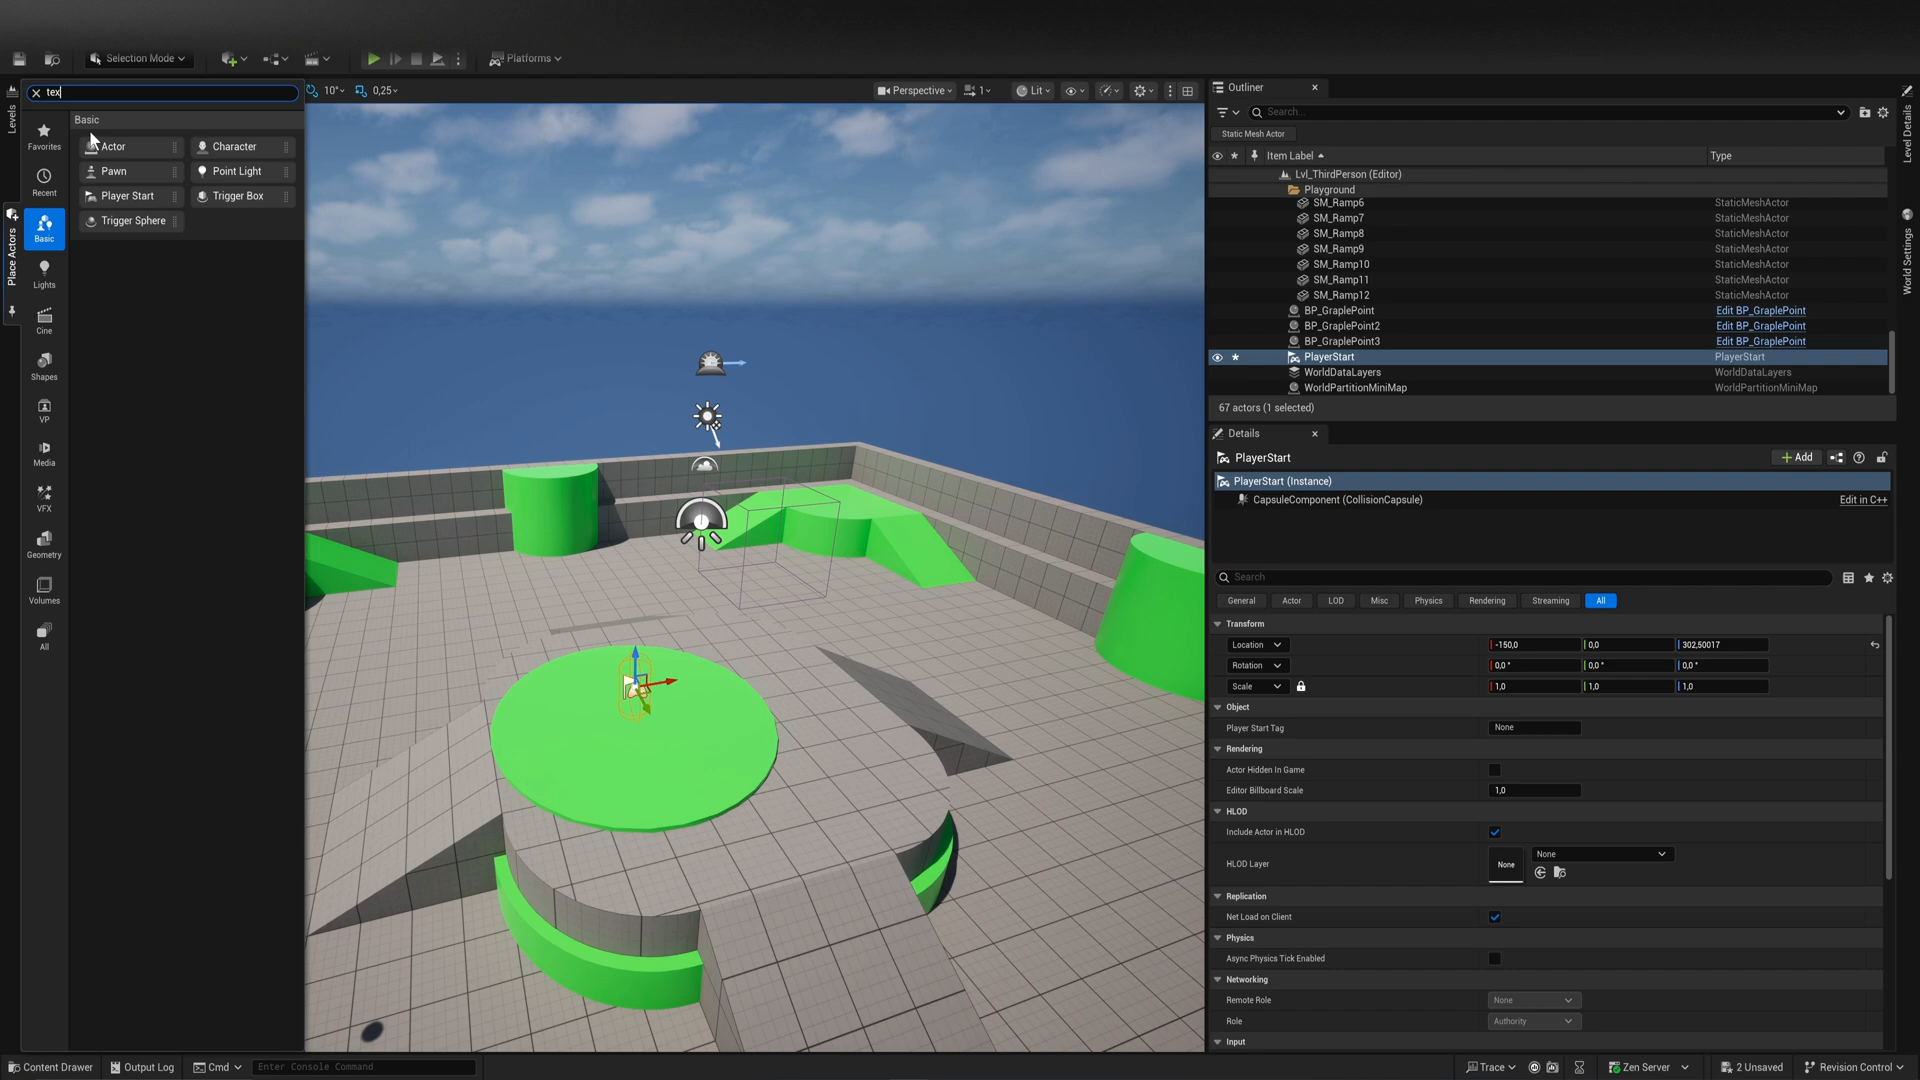 Selection Mode
Platforms
tex
10°
0,25
Perspective
1
Lit
Levels
Place Actors
Favorites
Recent
Basic
Lights
Cine
Shapes
VP
Media
VFX
Geometry
Volumes
All
Basic
Actor
Character
Pawn
Point Light
Player Start
Trigger Box
Trigger Sphere
Outliner
Search...
Static Mesh Actor
Item Label
Type
Lvl_ThirdPerson (Editor)
Playground
SM_Ramp6 StaticMeshActor
SM_Ramp7 StaticMeshActor
SM_Ramp8 StaticMeshActor
SM_Ramp9 StaticMeshActor
SM_Ramp10 StaticMeshActor
SM_Ramp11 StaticMeshActor
SM_Ramp12 StaticMeshActor
BP_GraplePoint Edit BP_GraplePoint
BP_GraplePoint2 Edit BP_GraplePoint
BP_GraplePoint3 Edit BP_GraplePoint
PlayerStart PlayerStart
WorldDataLayers WorldDataLayers
WorldPartitionMiniMap WorldPartitionMiniMap
67 actors (1 selected)
Level Details
World Settings
Details
PlayerStart
Add
PlayerStart (Instance)
CapsuleComponent (CollisionCapsule) Edit in C++
Search
General Actor LOD Misc Physics Rendering Streaming All
Transform
Location -150,0 0,0 302,50017
Rotation 0,0 ° 0,0 ° 0,0 °
Scale 1,0 1,0 1,0
Object
Player Start Tag None
Rendering
Actor Hidden In Game
Editor Billboard Scale 1,0
HLOD
Include Actor in HLOD
HLOD Layer None None
Replication
Net Load on Client
Physics
Async Physics Tick Enabled
Networking
Remote Role None
Role Authority
Input
Content Drawer
Output Log
Cmd
Enter Console Command
Trace
Zen Server
2 Unsaved
Revision Control